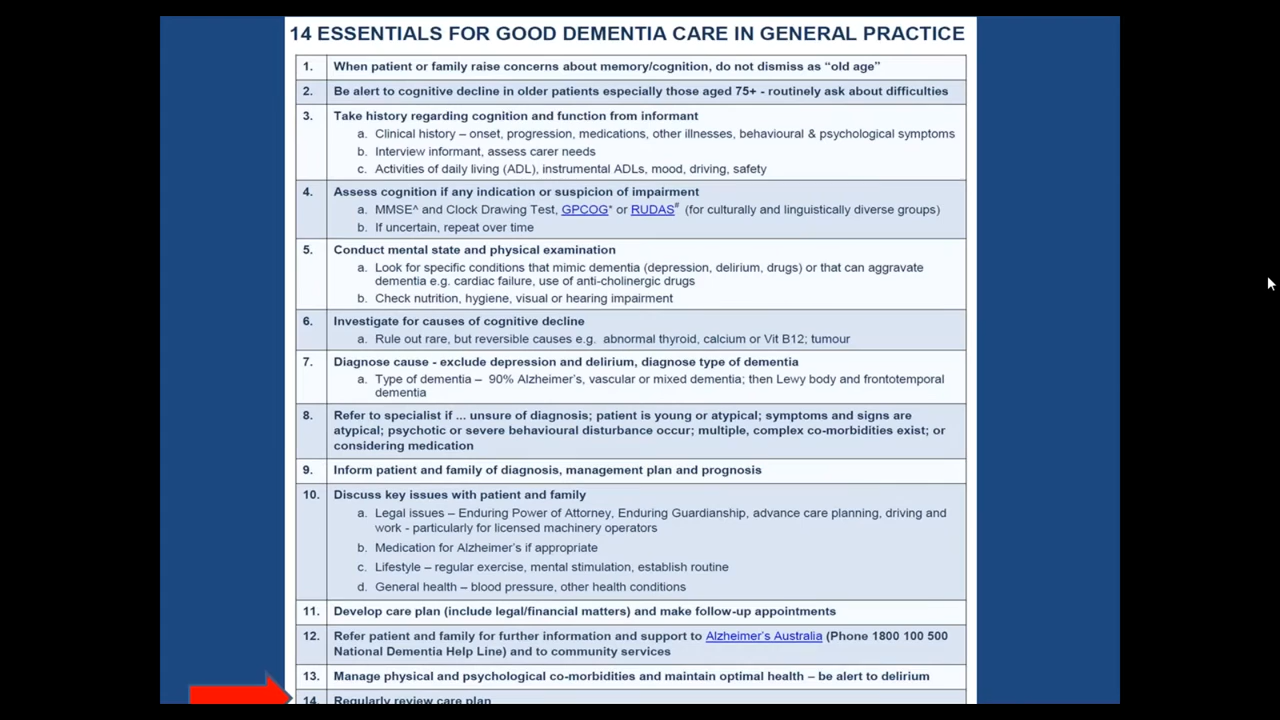 14 ESSENTIALS FOR GOOD DEMENTIA CARE IN GENERAL PRACTICE
1. When patient or family raise concerns about memory/cognition, do not dismiss as “old age”
2. Be alert to cognitive decline in older patients especially those aged 75+ - routinely ask about difficulties
3. Take history regarding cognition and function from informant
a. Clinical history – onset, progression, medications, other illnesses, behavioural & psychological symptoms
b. Interview informant, assess carer needs
c. Activities of daily living (ADL), instrumental ADLs, mood, driving, safety
4. Assess cognition if any indication or suspicion of impairment
a. MMSE^ and Clock Drawing Test, GPCOG* or RUDAS# (for culturally and linguistically diverse groups)
b. If uncertain, repeat over time
5. Conduct mental state and physical examination
a. Look for specific conditions that mimic dementia (depression, delirium, drugs) or that can aggravate
dementia e.g. cardiac failure, use of anti-cholinergic drugs
b. Check nutrition, hygiene, visual or hearing impairment
6. Investigate for causes of cognitive decline
a. Rule out rare, but reversible causes e.g. abnormal thyroid, calcium or Vit B12; tumour
7. Diagnose cause - exclude depression and delirium, diagnose type of dementia
a. Type of dementia – 90% Alzheimer’s, vascular or mixed dementia; then Lewy body and frontotemporal
dementia
8. Refer to specialist if ... unsure of diagnosis; patient is young or atypical; symptoms and signs are
atypical; psychotic or severe behavioural disturbance occur; multiple, complex co-morbidities exist; or
considering medication
9. Inform patient and family of diagnosis, management plan and prognosis
10. Discuss key issues with patient and family
a. Legal issues – Enduring Power of Attorney, Enduring Guardianship, advance care planning, driving and
work - particularly for licensed machinery operators
b. Medication for Alzheimer’s if appropriate
c. Lifestyle – regular exercise, mental stimulation, establish routine
d. General health – blood pressure, other health conditions
11. Develop care plan (include legal/financial matters) and make follow-up appointments
12. Refer patient and family for further information and support to Alzheimer’s Australia (Phone 1800 100 500
National Dementia Help Line) and to community services
13. Manage physical and psychological co-morbidities and maintain optimal health – be alert to delirium
14. Regularly review care plan